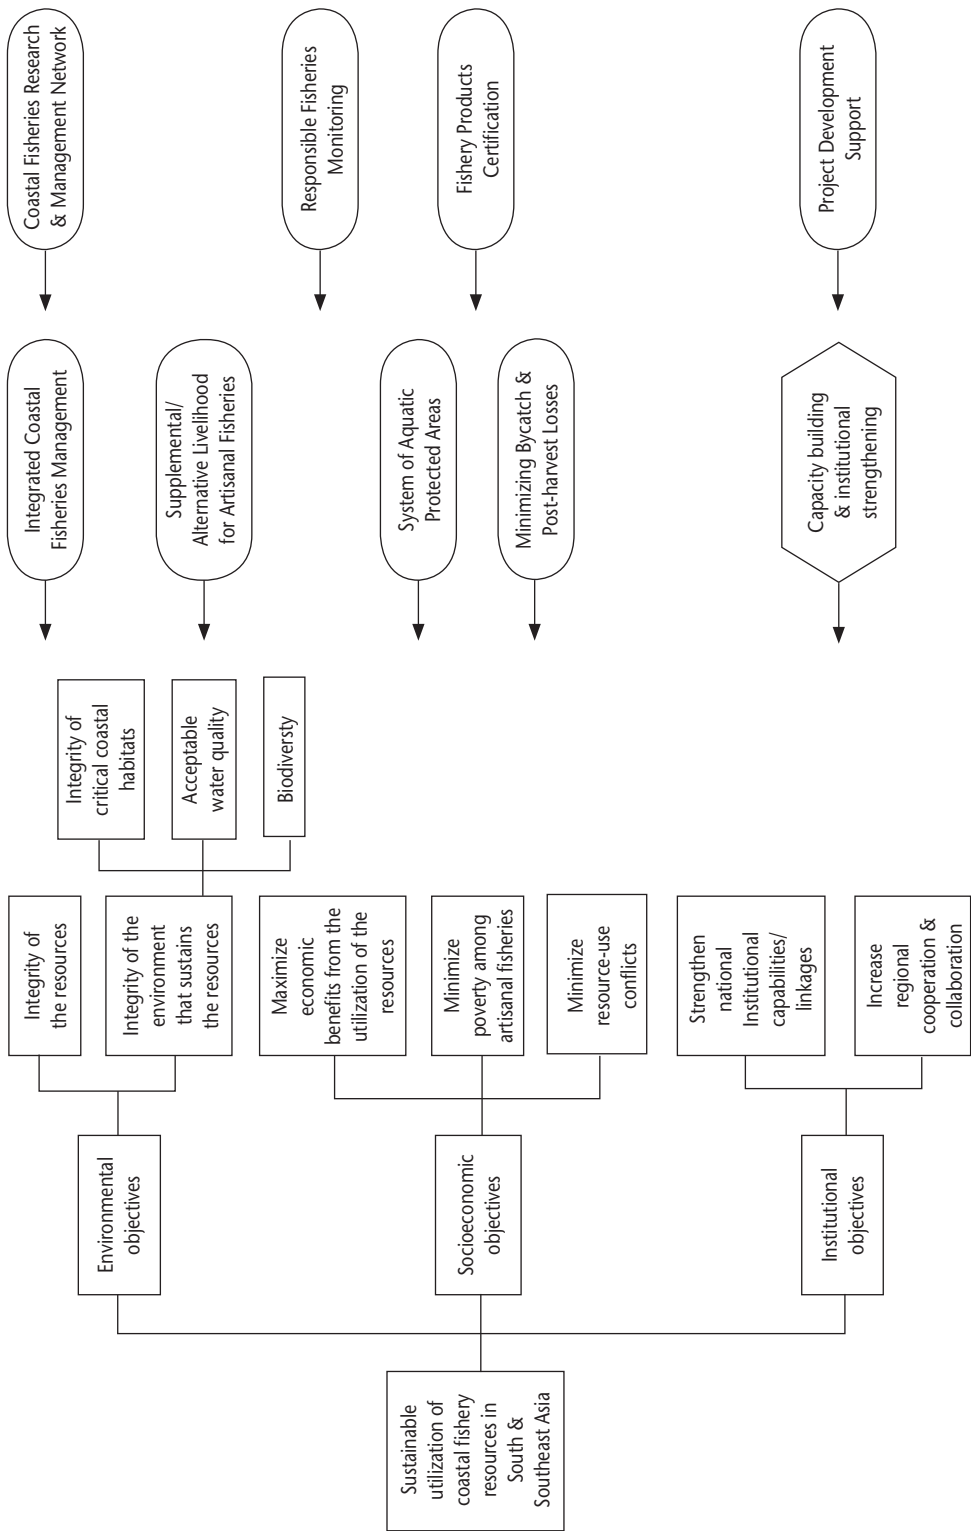 Sustainable
utilization of
coastal fishery
resources in
South &
Southeast Asia
Institutional
objectives
Socioeconomic
objectives
Environmental
objectives
Increase
regional
cooperation &
collaboration
Strengthen
national
Institutional
capabilities/
linkages
Minimize
resource-use
conflicts
Minimize
poverty among
artisanal fisheries
Maximize
economic
benefits from the
utilization of the
resources
Integrity of the
environment
that sustains
the resources
Integrity of
the resources
Biodiversty
Acceptable
water quality
Integrity of
critical coastal
habitats
Capacity building
& institutional
strengthening
Minimizing Bycatch &
Post-harvest Losses
System of Aquatic
Protected Areas
Supplemental/
Alternative Livelihood
for Artisanal Fisheries
Integrated Coastal
Fisheries Management
Project Development
Support
Fishery Products
Certification
Responsible Fisheries
Monitoring
Coastal Fisheries Research
& Management Network